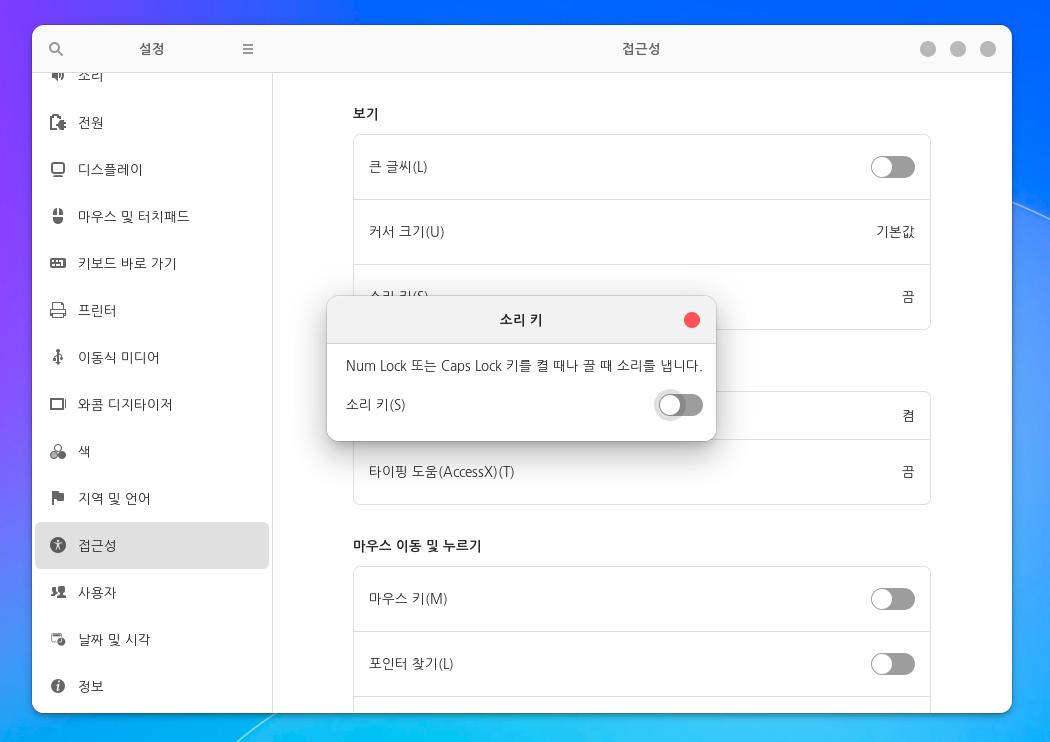 설정
접근성
소리
전원
디스플레이
마우스 및 터치패드
키보드 바로 가기
프린터
이동식 미디어
와콤 디지타이저
색
지역 및 언어
접근성
사용자
날짜 및 시각
정보
보기
큰 글씨(L)
커서 크기(U) 기본값
소리 키(S) 끔
소리 키
Num Lock 또는 Caps Lock 키를 켤 때나 끌 때 소리를 냅니다.
소리 키(S)
켬
타이핑 도움(AccessX)(T) 끔
마우스 이동 및 누르기
마우스 키(M)
포인터 찾기(L)